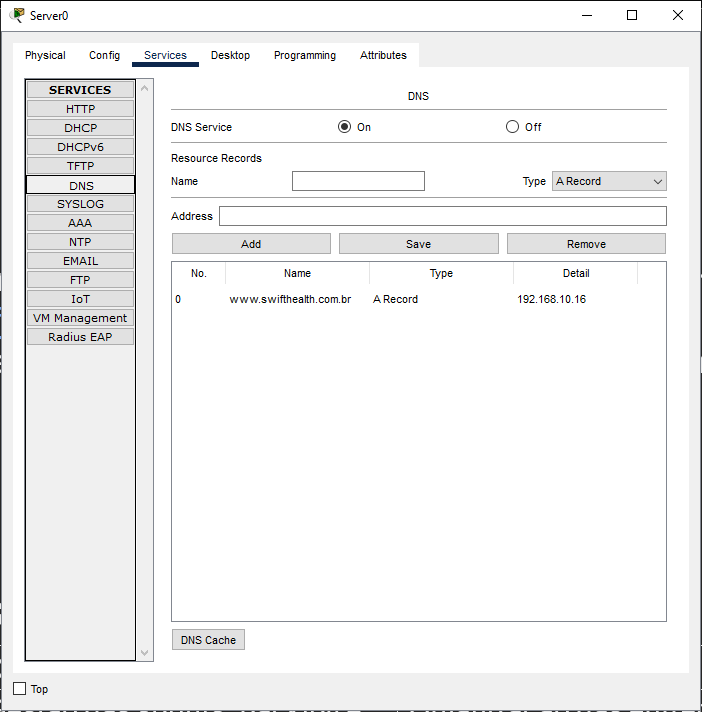 Server0
Physical Config Services Desktop Programming Attributes
SERVICES
HTTP
DHCP
DHCPv6
TFTP
DNS
SYSLOG
AAA
NTP
EMAIL
FTP
IoT
VM Management
Radius EAP
DNS
DNS Service On Off
Resource Records
Name Type A Record
Address
Add Save Remove
No. Name Type Detail
0 www.swifthealth.com.br A Record 192.168.10.16
DNS Cache
Top